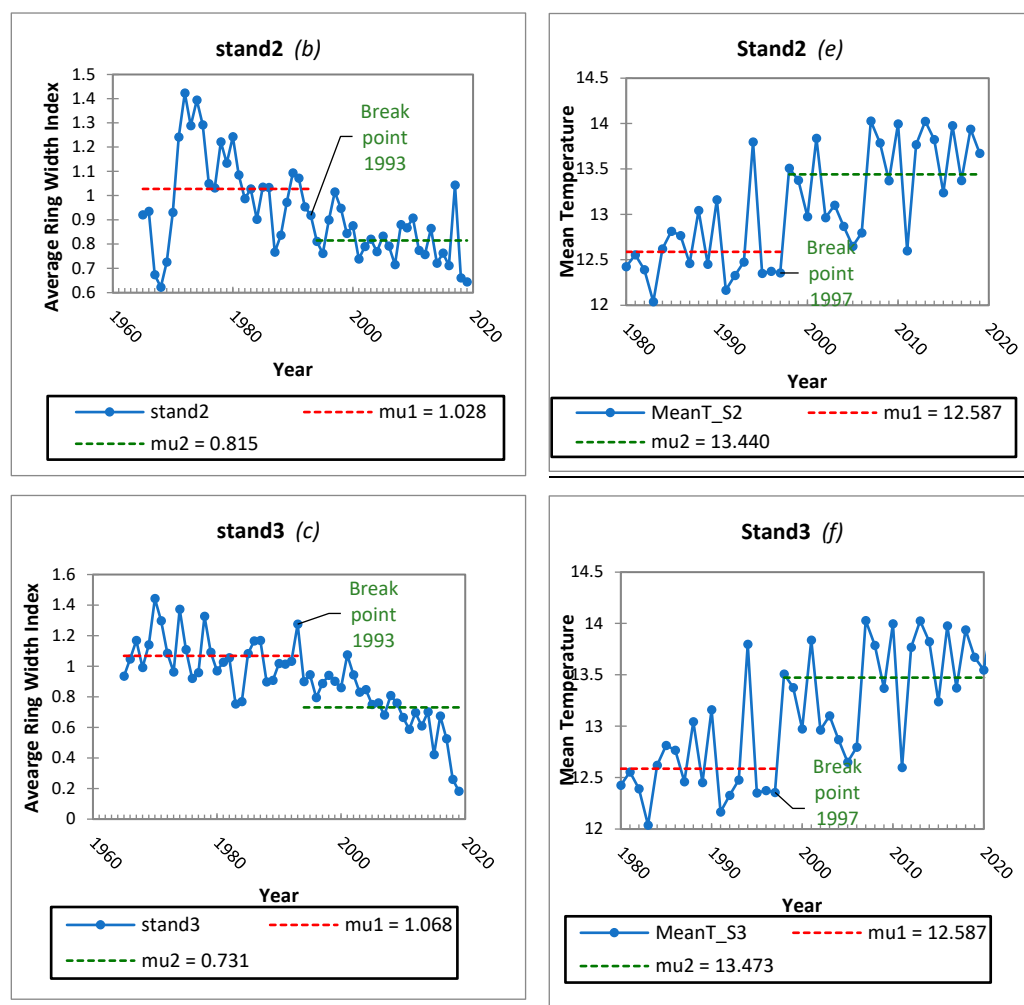 stand2 (b)
Average Ring Width Index
1.5
1.4
1.3
1.2
1.1
1
0.9
0.8
0.7
0.6
Break
point
1993
1960
1980
2000
2020
Year
stand2
mu1 = 1.028
mu2 = 0.815
Stand2 (e)
Mean Temperature
14.5
14
13.5
13
12.5
12
Break
point
1997
1980
1990
2000
2010
2020
Year
MeanT_S2
mu1 = 12.587
mu2 = 13.440
stand3 (c)
Avearge Ring Width Index
1.6
1.4
1.2
1
0.8
0.6
0.4
0.2
0
Break
point
1993
1960
1980
2000
2020
Year
stand3
mu1 = 1.068
mu2 = 0.731
Stand3 (f)
Mean Temperature
14.5
14
13.5
13
12.5
12
Break
point
1997
1980
1990
2000
2010
2020
Year
MeanT_S3
mu1 = 12.587
mu2 = 13.473